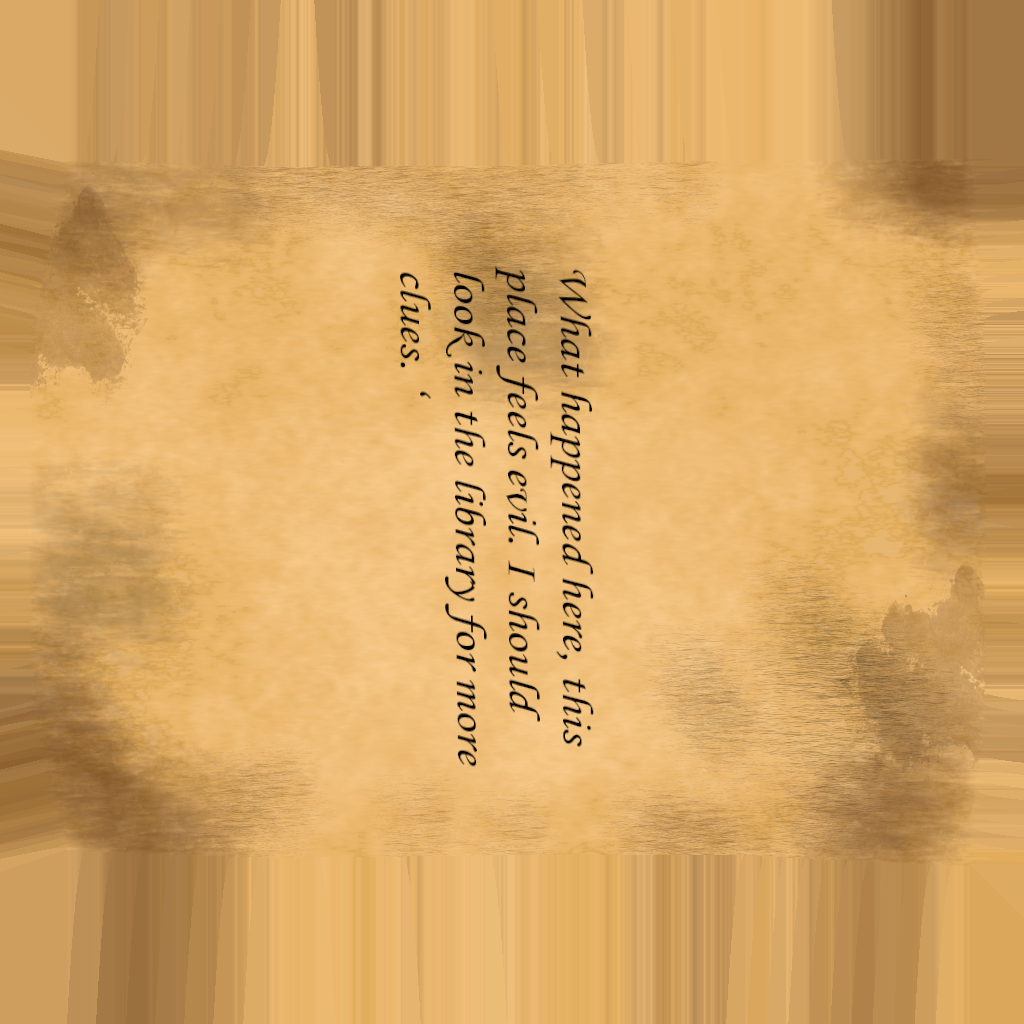 What happened here, this
place feels evil. I should
look in the library for more
clues. ‘